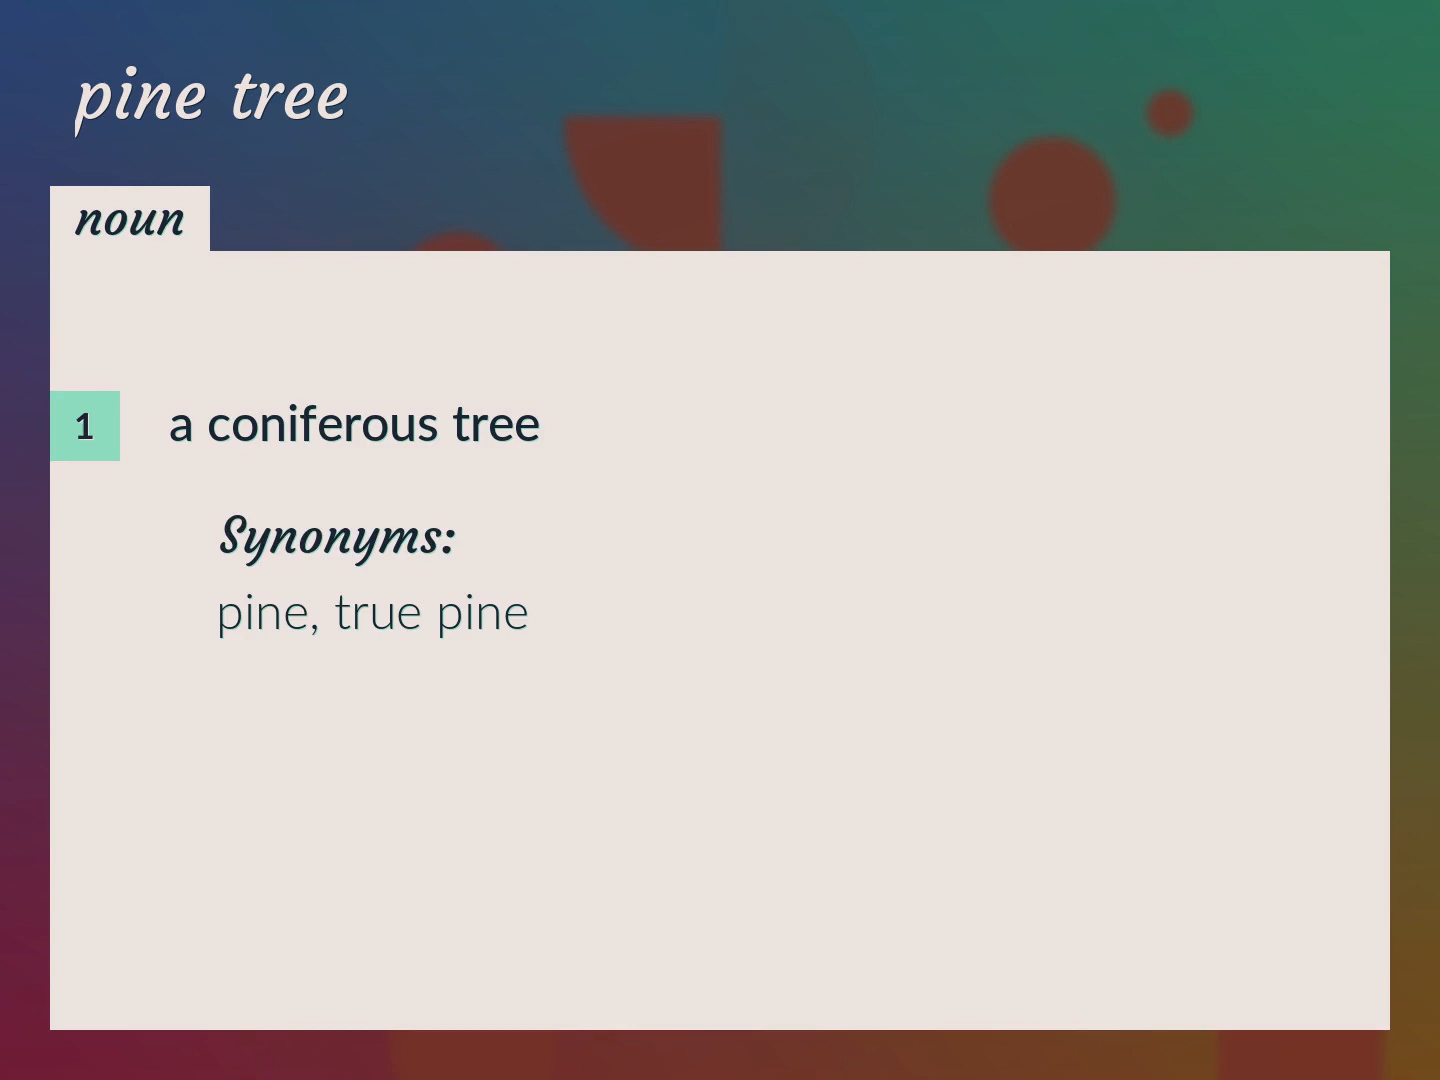 pine tree
noun
1 a coniferous tree
Synonyms:
pine, true pine